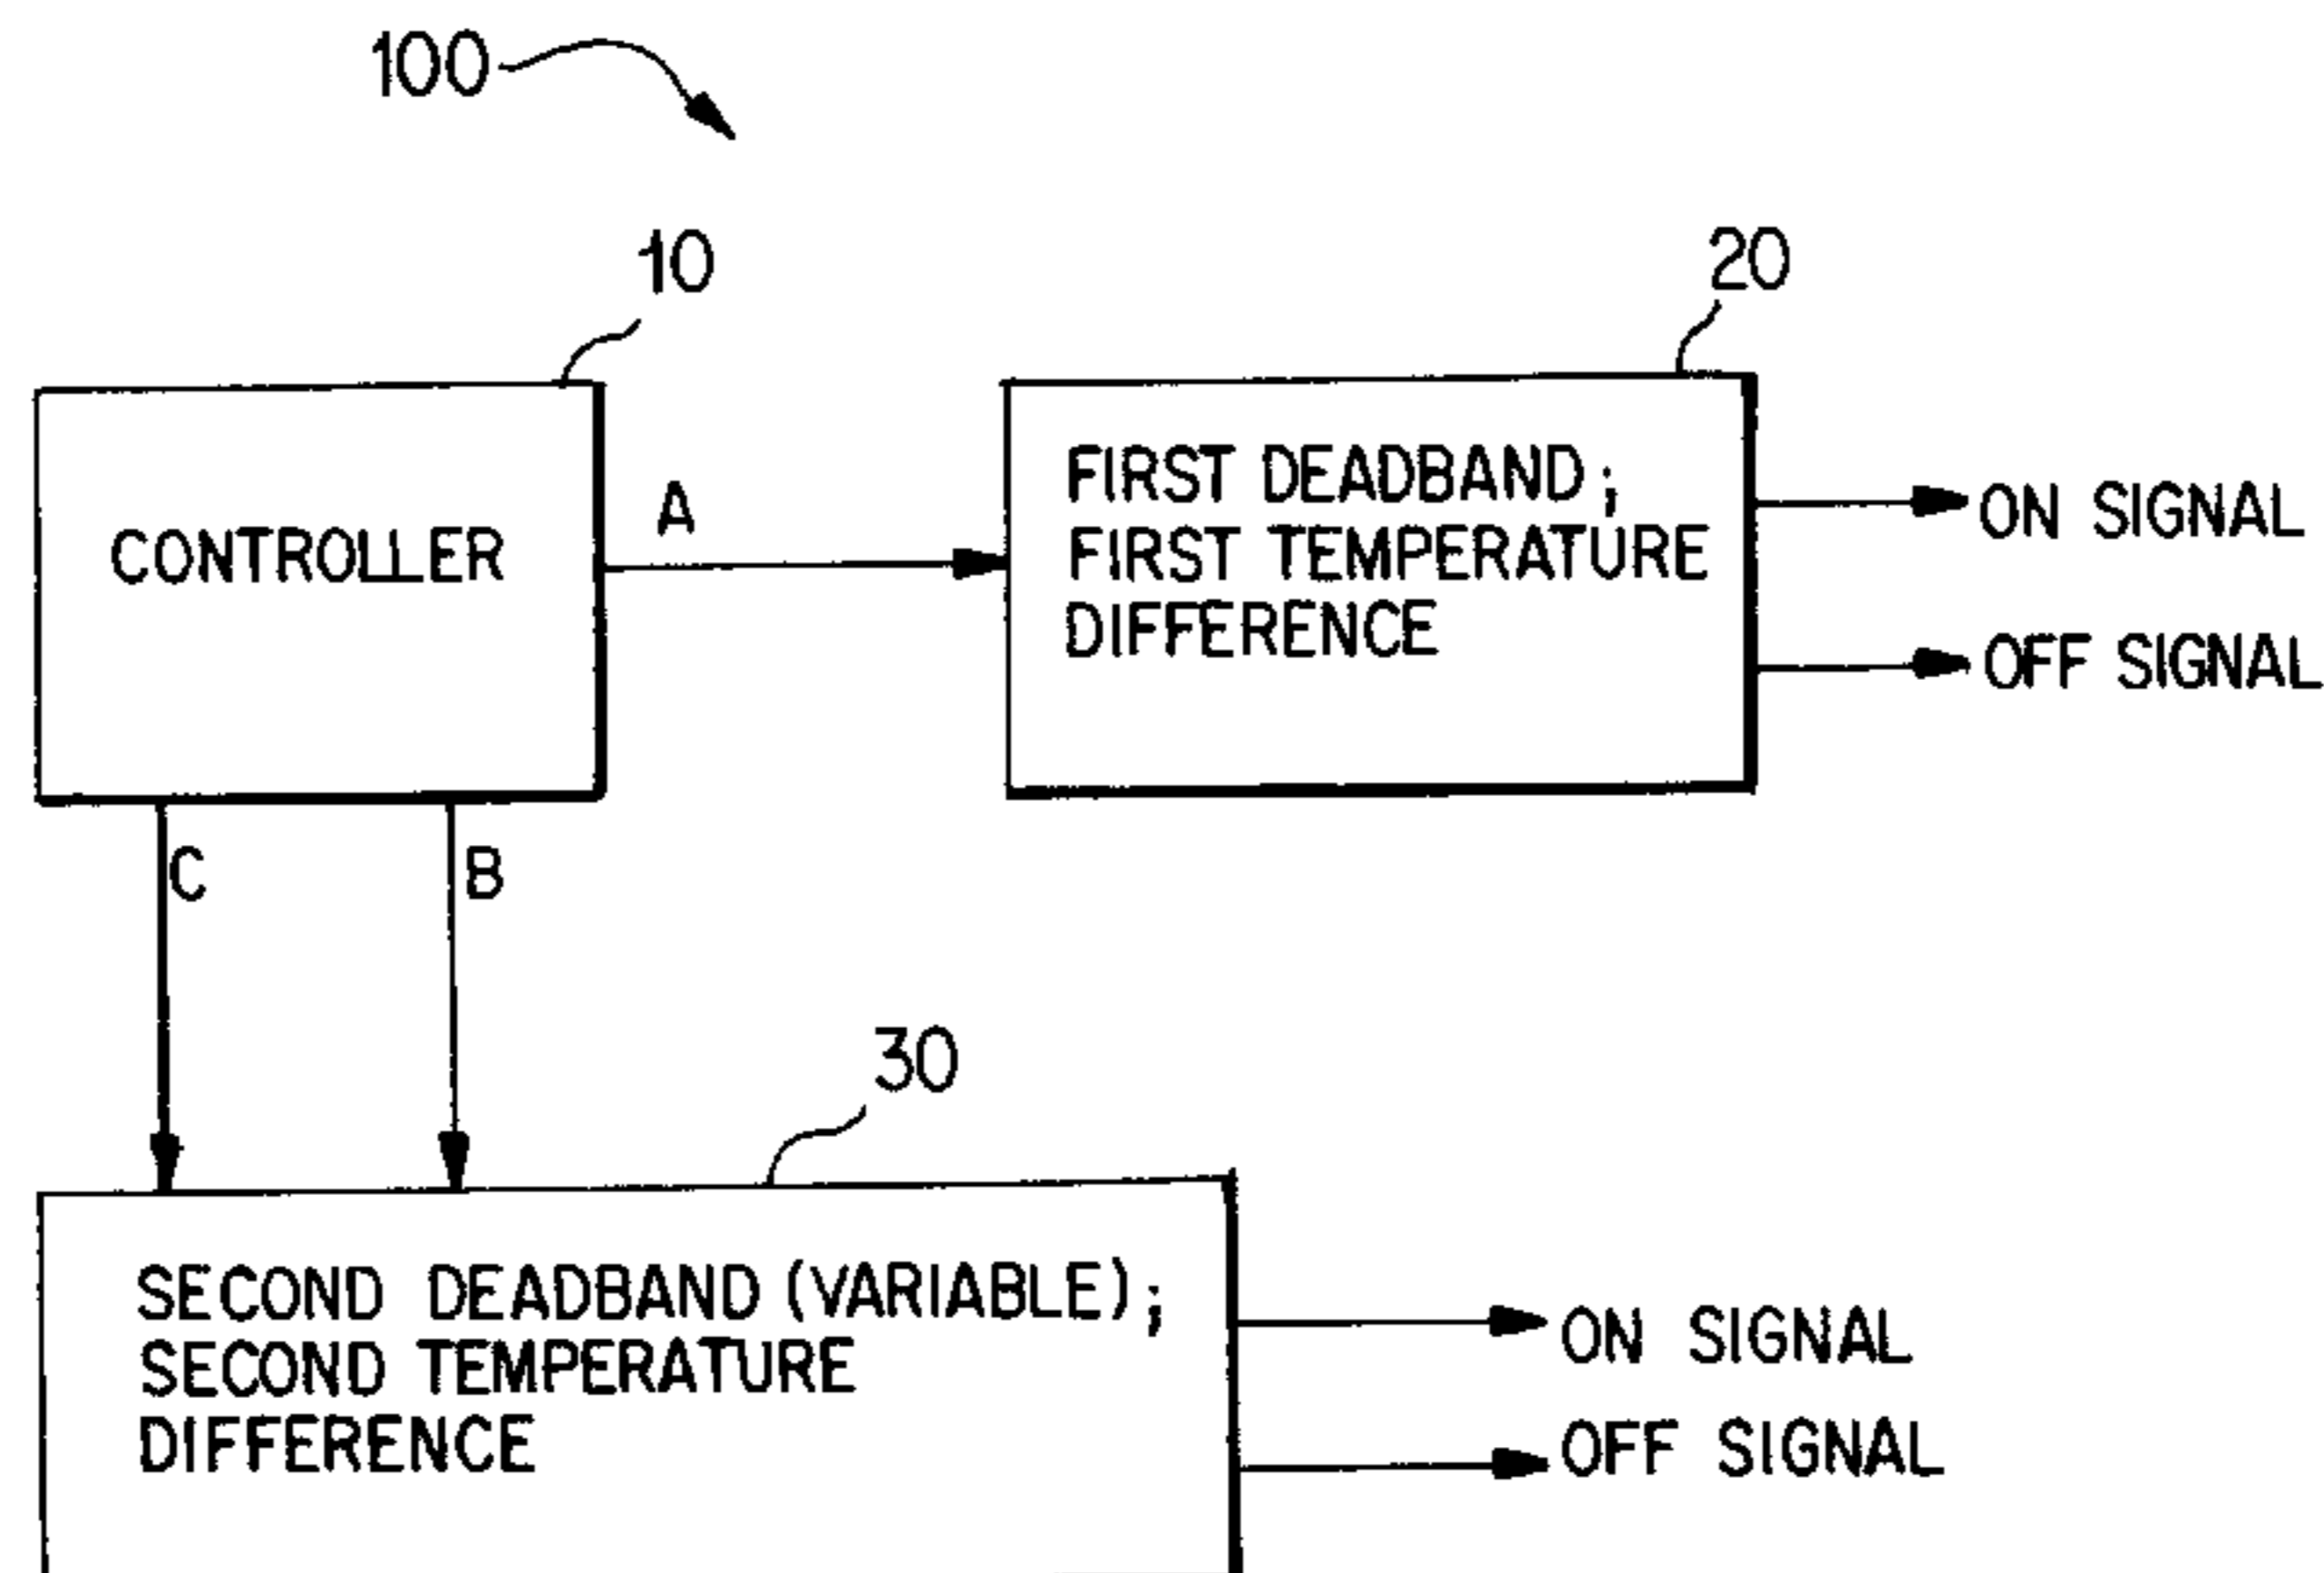 100
10
20
CONTROLLER
A
FIRST DEADBAND;
FIRST TEMPERATURE
DIFFERENCE
ON SIGNAL
OFF SIGNAL
C
B
30
SECOND DEADBAND (VARIABLE);
SECOND TEMPERATURE
DIFFERENCE
ON SIGNAL
OFF SIGNAL